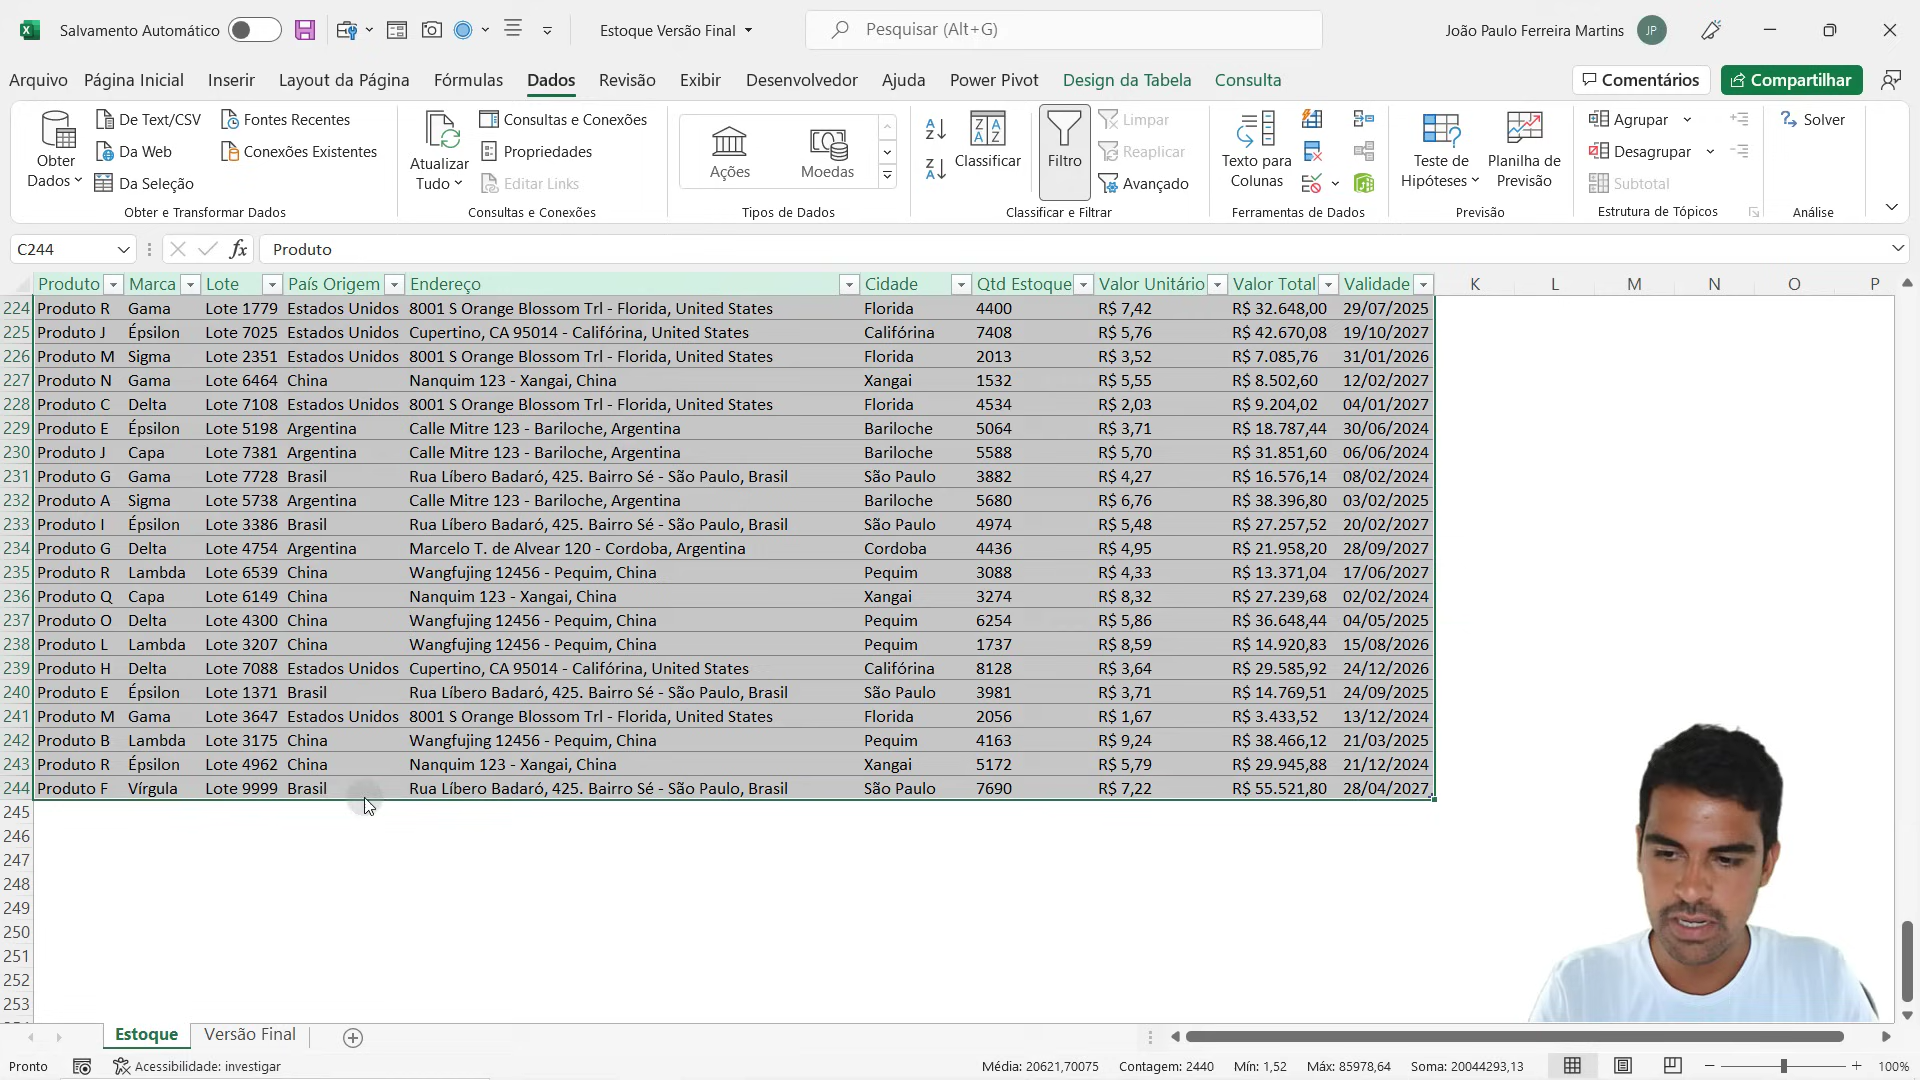 Salvamento Automático
Estoque Versão Final
Pesquisar (Alt+G)
João Paulo Ferreira Martins
JP
Arquivo Página Inicial Inserir Layout da Página Fórmulas Dados Revisão Exibir Desenvolvedor Ajuda Power Pivot Design da Tabela Consulta
Comentários
Compartilhar
Obter Dados
De Text/CSV
Da Web
Da Seleção
Fontes Recentes
Conexões Existentes
Obter e Transformar Dados
Atualizar Tudo
Consultas e Conexões
Propriedades
Editar Links
Consultas e Conexões
Ações
Moedas
Tipos de Dados
Classificar
Filtro
Limpar
Reaplicar
Avançado
Classificar e Filtrar
Texto para Colunas
Ferramentas de Dados
Teste de Hipóteses
Planilha de Previsão
Previsão
Agrupar
Desagrupar
Subtotal
Estrutura de Tópicos
Solver
Análise
C244
fx
Produto
Produto Marca Lote País Origem Endereço Cidade Qtd Estoque Valor Unitário Valor Total Validade K L M N O P
224 Produto R Gama Lote 1779 Estados Unidos 8001 S Orange Blossom Trl - Florida, United States Florida 4400 R$ 7,42 R$ 32.648,00 29/07/2025
225 Produto J Épsilon Lote 7025 Estados Unidos Cupertino, CA 95014 - Califórina, United States Califórina 7408 R$ 5,76 R$ 42.670,08 19/10/2027
226 Produto M Sigma Lote 2351 Estados Unidos 8001 S Orange Blossom Trl - Florida, United States Florida 2013 R$ 3,52 R$ 7.085,76 31/01/2026
227 Produto N Gama Lote 6464 China Nanquim 123 - Xangai, China Xangai 1532 R$ 5,55 R$ 8.502,60 12/02/2027
228 Produto C Delta Lote 7108 Estados Unidos 8001 S Orange Blossom Trl - Florida, United States Florida 4534 R$ 2,03 R$ 9.204,02 04/01/2027
229 Produto E Épsilon Lote 5198 Argentina Calle Mitre 123 - Bariloche, Argentina Bariloche 5064 R$ 3,71 R$ 18.787,44 30/06/2024
230 Produto J Capa Lote 7381 Argentina Calle Mitre 123 - Bariloche, Argentina Bariloche 5588 R$ 5,70 R$ 31.851,60 06/06/2024
231 Produto G Gama Lote 7728 Brasil Rua Líbero Badaró, 425. Bairro Sé - São Paulo, Brasil São Paulo 3882 R$ 4,27 R$ 16.576,14 08/02/2024
232 Produto A Sigma Lote 5738 Argentina Calle Mitre 123 - Bariloche, Argentina Bariloche 5680 R$ 6,76 R$ 38.396,80 03/02/2025
233 Produto I Épsilon Lote 3386 Brasil Rua Líbero Badaró, 425. Bairro Sé - São Paulo, Brasil São Paulo 4974 R$ 5,48 R$ 27.257,52 20/02/2027
234 Produto G Delta Lote 4754 Argentina Marcelo T. de Alvear 120 - Cordoba, Argentina Cordoba 4436 R$ 4,95 R$ 21.958,20 28/09/2027
235 Produto R Lambda Lote 6539 China Wangfujing 12456 - Pequim, China Pequim 3088 R$ 4,33 R$ 13.371,04 17/06/2027
236 Produto Q Capa Lote 6149 China Nanquim 123 - Xangai, China Xangai 3274 R$ 8,32 R$ 27.239,68 02/02/2024
237 Produto O Delta Lote 4300 China Wangfujing 12456 - Pequim, China Pequim 6254 R$ 5,86 R$ 36.648,44 04/05/2025
238 Produto L Lambda Lote 3207 China Wangfujing 12456 - Pequim, China Pequim 1737 R$ 8,59 R$ 14.920,83 15/08/2026
239 Produto H Delta Lote 7088 Estados Unidos Cupertino, CA 95014 - Califórina, United States Califórina 8128 R$ 3,64 R$ 29.585,92 24/12/2026
240 Produto E Épsilon Lote 1371 Brasil Rua Líbero Badaró, 425. Bairro Sé - São Paulo, Brasil São Paulo 3981 R$ 3,71 R$ 14.769,51 24/09/2025
241 Produto M Gama Lote 3647 Estados Unidos 8001 S Orange Blossom Trl - Florida, United States Florida 2056 R$ 1,67 R$ 3.433,52 13/12/2024
242 Produto B Lambda Lote 3175 China Wangfujing 12456 - Pequim, China Pequim 4163 R$ 9,24 R$ 38.466,12 21/03/2025
243 Produto R Épsilon Lote 4962 China Nanquim 123 - Xangai, China Xangai 5172 R$ 5,79 R$ 29.945,88 21/12/2024
244 Produto F Vírgula Lote 9999 Brasil Rua Líbero Badaró, 425. Bairro Sé - São Paulo, Brasil São Paulo 7690 R$ 7,22 R$ 55.521,80 28/04/2027
245
246
247
248
249
250
251
252
253
Estoque Versão Final
Pronto
Acessibilidade: investigar
Média: 20621,70075 Contagem: 2440 Mín: 1,52 Máx: 85978,64 Soma: 20044293,13
100%